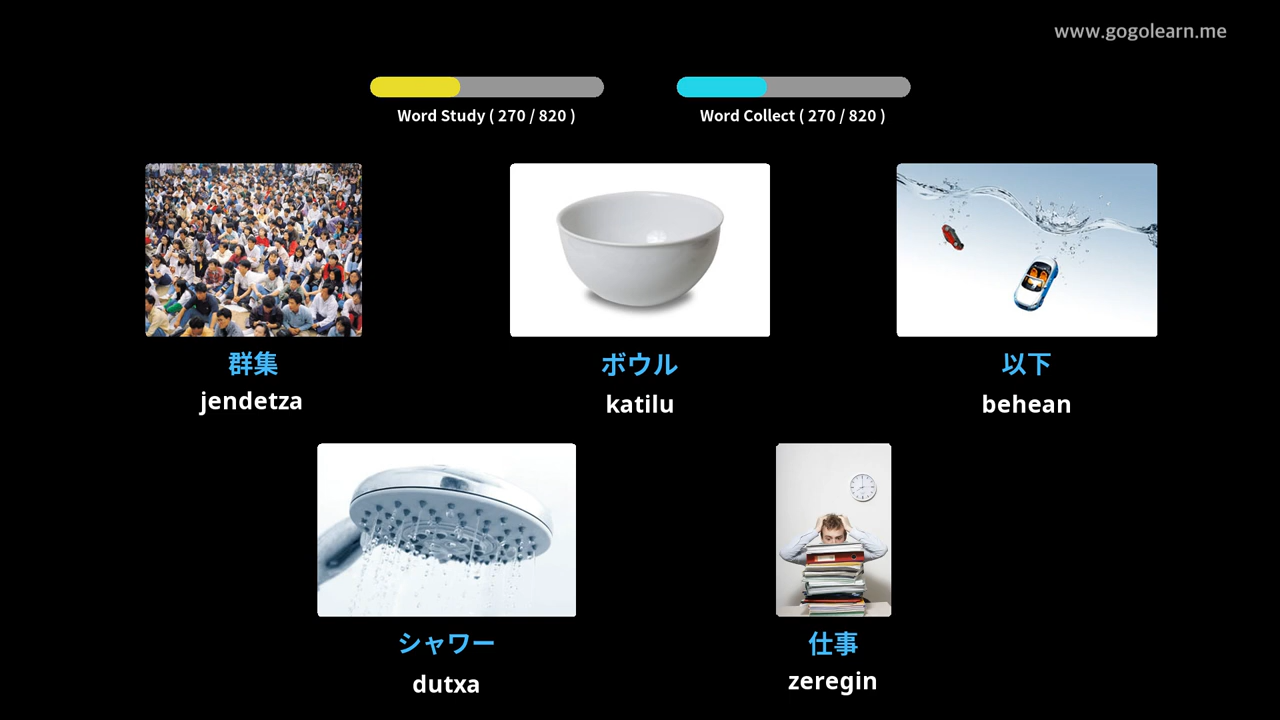 www.gogolearn.me
Word Study ( 270 / 820 )
Word Collect ( 270 / 820 )
群集
jendetza
ボウル
katilu
以下
behean
シャワー
dutxa
仕事
zeregin